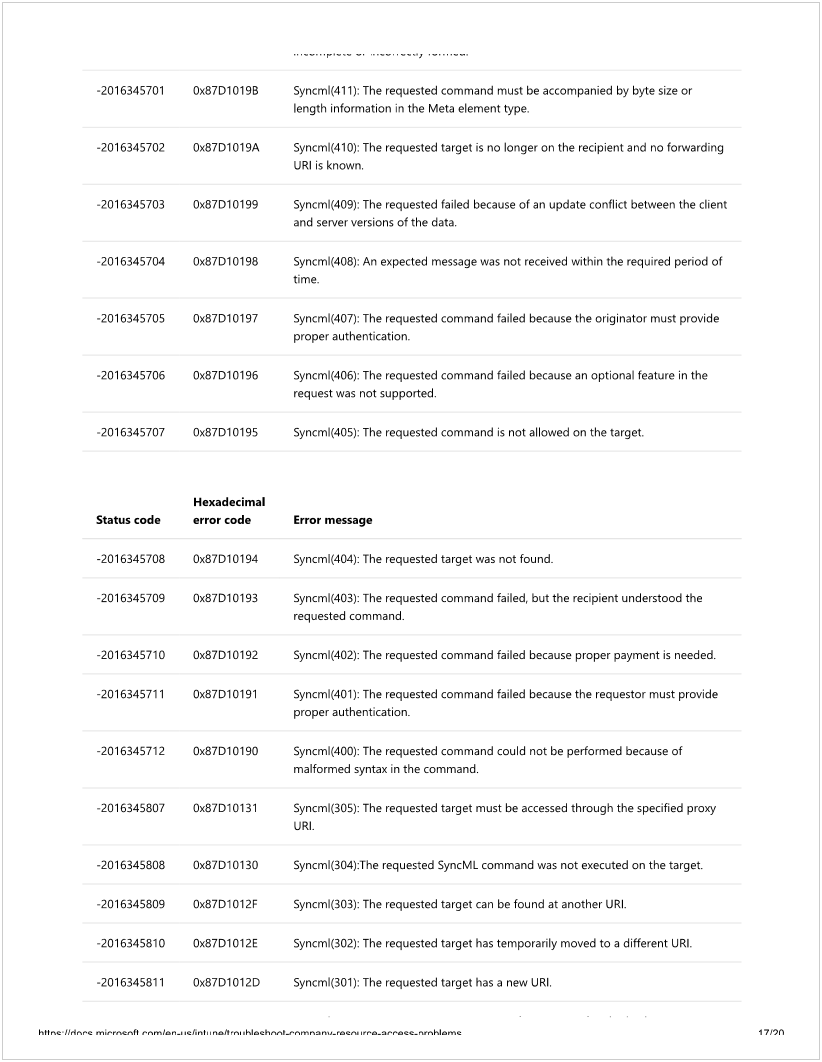 incomplete or incorrectly formed.
-2016345701 0x87D1019B Syncml(411): The requested command must be accompanied by byte size or
length information in the Meta element type.
-2016345702 0x87D1019A Syncml(410): The requested target is no longer on the recipient and no forwarding
URI is known.
-2016345703 0x87D10199 Syncml(409): The requested failed because of an update conflict between the client
and server versions of the data.
-2016345704 0x87D10198 Syncml(408): An expected message was not received within the required period of
time.
-2016345705 0x87D10197 Syncml(407): The requested command failed because the originator must provide
proper authentication.
-2016345706 0x87D10196 Syncml(406): The requested command failed because an optional feature in the
request was not supported.
-2016345707 0x87D10195 Syncml(405): The requested command is not allowed on the target.
Hexadecimal
Status code error code Error message
-2016345708 0x87D10194 Syncml(404): The requested target was not found.
-2016345709 0x87D10193 Syncml(403): The requested command failed, but the recipient understood the
requested command.
-2016345710 0x87D10192 Syncml(402): The requested command failed because proper payment is needed.
-2016345711 0x87D10191 Syncml(401): The requested command failed because the requestor must provide
proper authentication.
-2016345712 0x87D10190 Syncml(400): The requested command could not be performed because of
malformed syntax in the command.
-2016345807 0x87D10131 Syncml(305): The requested target must be accessed through the specified proxy
URI.
-2016345808 0x87D10130 Syncml(304):The requested SyncML command was not executed on the target.
-2016345809 0x87D1012F Syncml(303): The requested target can be found at another URI.
-2016345810 0x87D1012E Syncml(302): The requested target has temporarily moved to a different URI.
-2016345811 0x87D1012D Syncml(301): The requested target has a new URI.
https://docs.microsoft.com/en-us/intune/troubleshoot-company-resource-access-problems 17/20